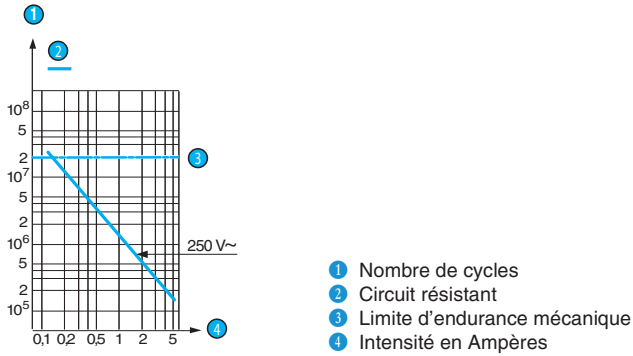 1
2
10⁸
5
2
3
10⁷
5
2
250 V~
10⁶
5
2
10⁵
0,1 0,2 0,5 1 2 5 4
1 Nombre de cycles
2 Circuit résistant
3 Limite d'endurance mécanique
4 Intensité en Ampères